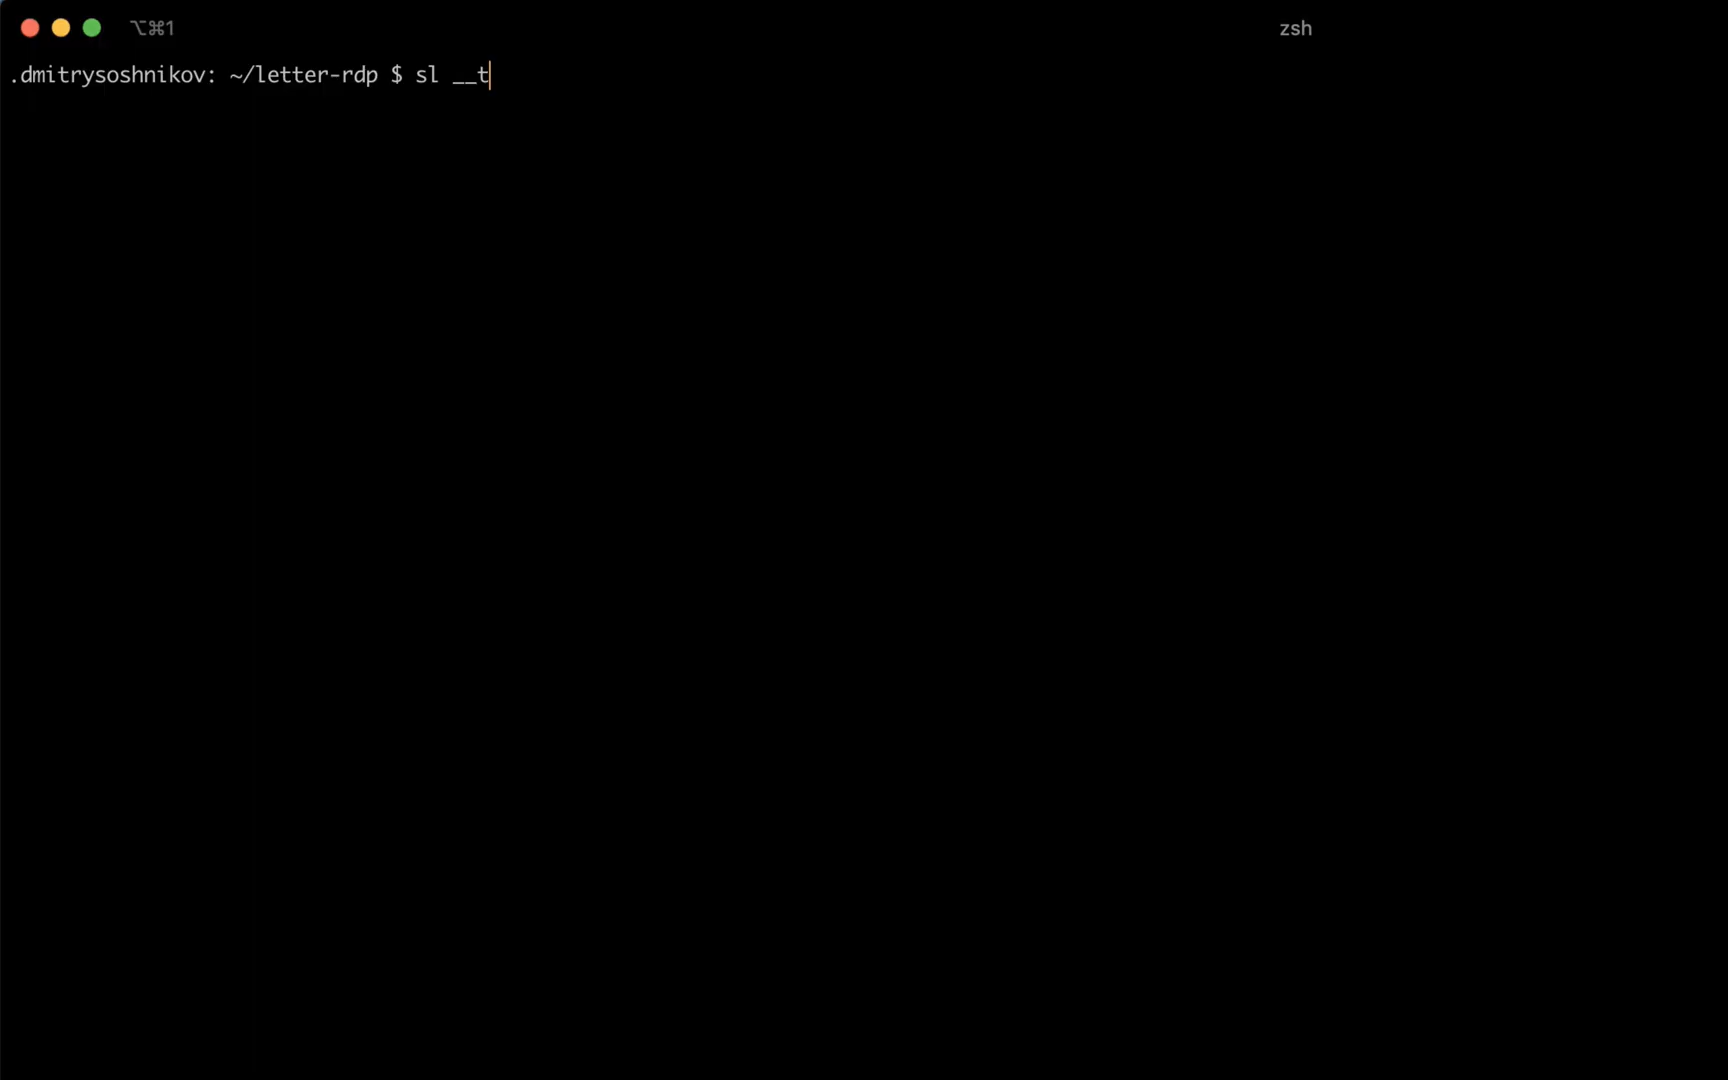 ⌥⌘1
zsh
.dmitrysoshnikov: ~/letter-rdp $ sl __t